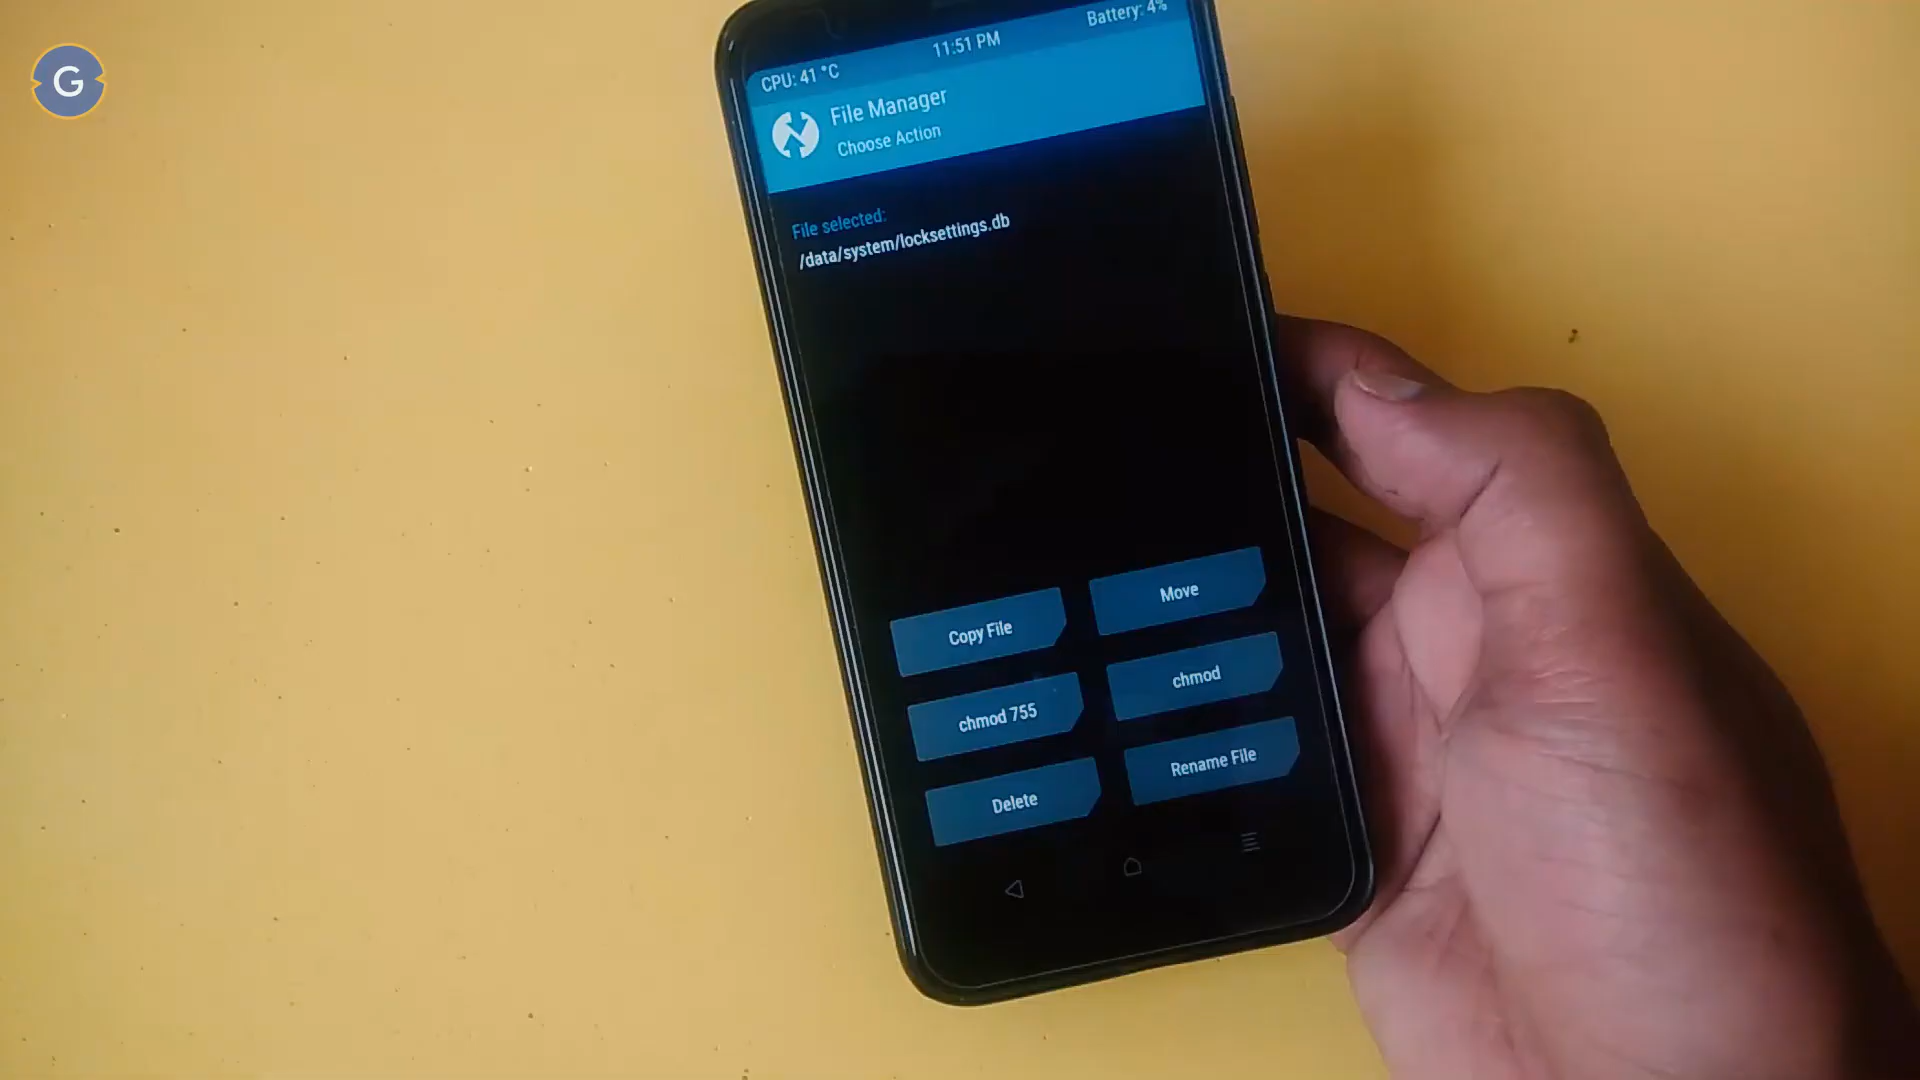 G
Battery: 4%
11:51 PM
CPU: 41 °C
File Manager
Choose Action
File selected:
/data/system/locksettings.db
Copy File
Move
chmod 755
chmod
Delete
Rename File